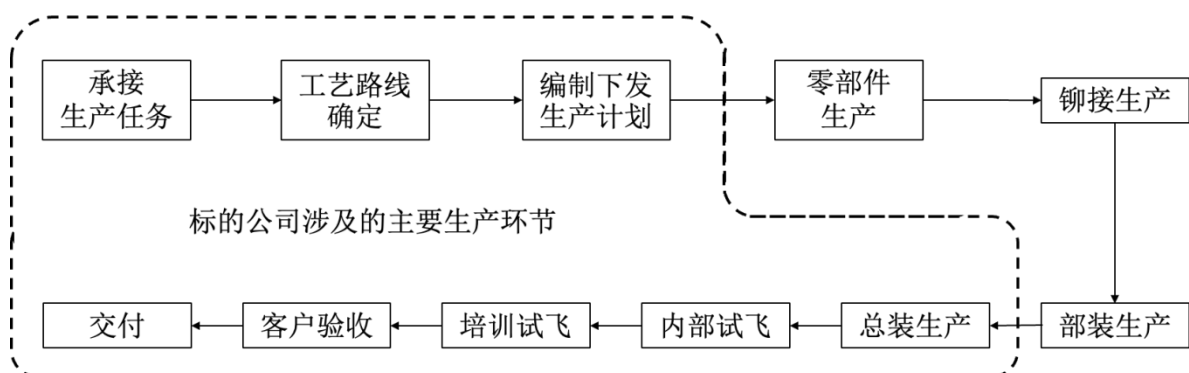 承接
生产任务
工艺路线
确定
编制下发
生产计划
零部件
生产
铆接生产
标的公司涉及的主要生产环节
交付
客户验收
培训试飞
内部试飞
总装生产
部装生产